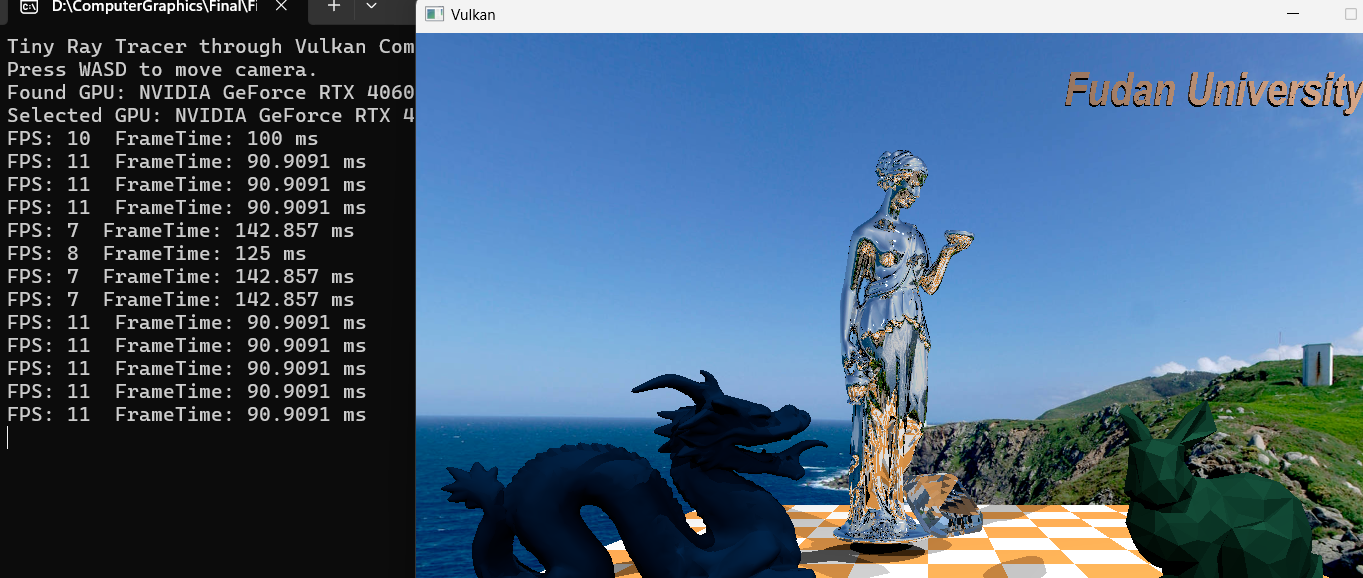 D:\ComputerGraphics\Final\Fi
Tiny Ray Tracer through Vulkan Com
Press WASD to move camera.
Found GPU: NVIDIA GeForce RTX 4060
Selected GPU: NVIDIA GeForce RTX 4
FPS: 10  FrameTime: 100 ms
FPS: 11  FrameTime: 90.9091 ms
FPS: 11  FrameTime: 90.9091 ms
FPS: 11  FrameTime: 90.9091 ms
FPS: 7  FrameTime: 142.857 ms
FPS: 8  FrameTime: 125 ms
FPS: 7  FrameTime: 142.857 ms
FPS: 7  FrameTime: 142.857 ms
FPS: 11  FrameTime: 90.9091 ms
FPS: 11  FrameTime: 90.9091 ms
FPS: 11  FrameTime: 90.9091 ms
FPS: 11  FrameTime: 90.9091 ms
FPS: 11  FrameTime: 90.9091 ms
Vulkan
Fudan University